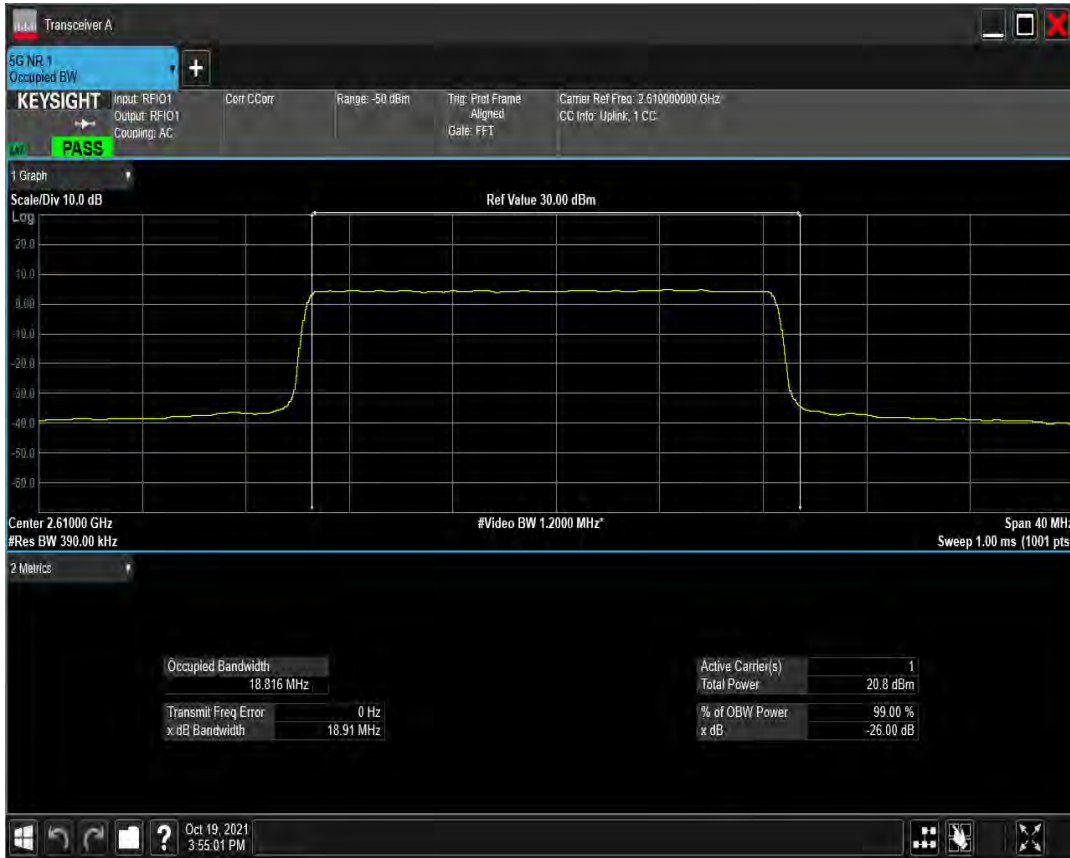 Transceiver A
5G NR 1
Occupied BW
+
KEYSIGHT
Input: RFIO1
Output: RFIO1
Coupling: AC
Corr CCorr
Range: -50 dBm
Trig: Prot Frame
Aligned
Gate: FFT
Carrier Ref Freq: 2.610000000 GHz
CC Info: Uplink, 1 CC
PASS
1 Graph
Scale/Div 10.0 dB
Ref Value 30.00 dBm
Log
20.0
10.0
0.00
-10.0
-20.0
-30.0
-40.0
-50.0
-60.0
Center 2.61000 GHz
#Video BW 1.2000 MHz*
Span 40 MHz
#Res BW 390.00 kHz
Sweep 1.00 ms (1001 pts
2 Metrics
Occupied Bandwidth
18.816 MHz
Transmit Freq Error 0 Hz
x dB Bandwidth 18.91 MHz
Active Carrier(s) 1
Total Power 20.8 dBm
% of OBW Power 99.00 %
x dB -26.00 dB
?
Oct 19, 2021
3:55:01 PM